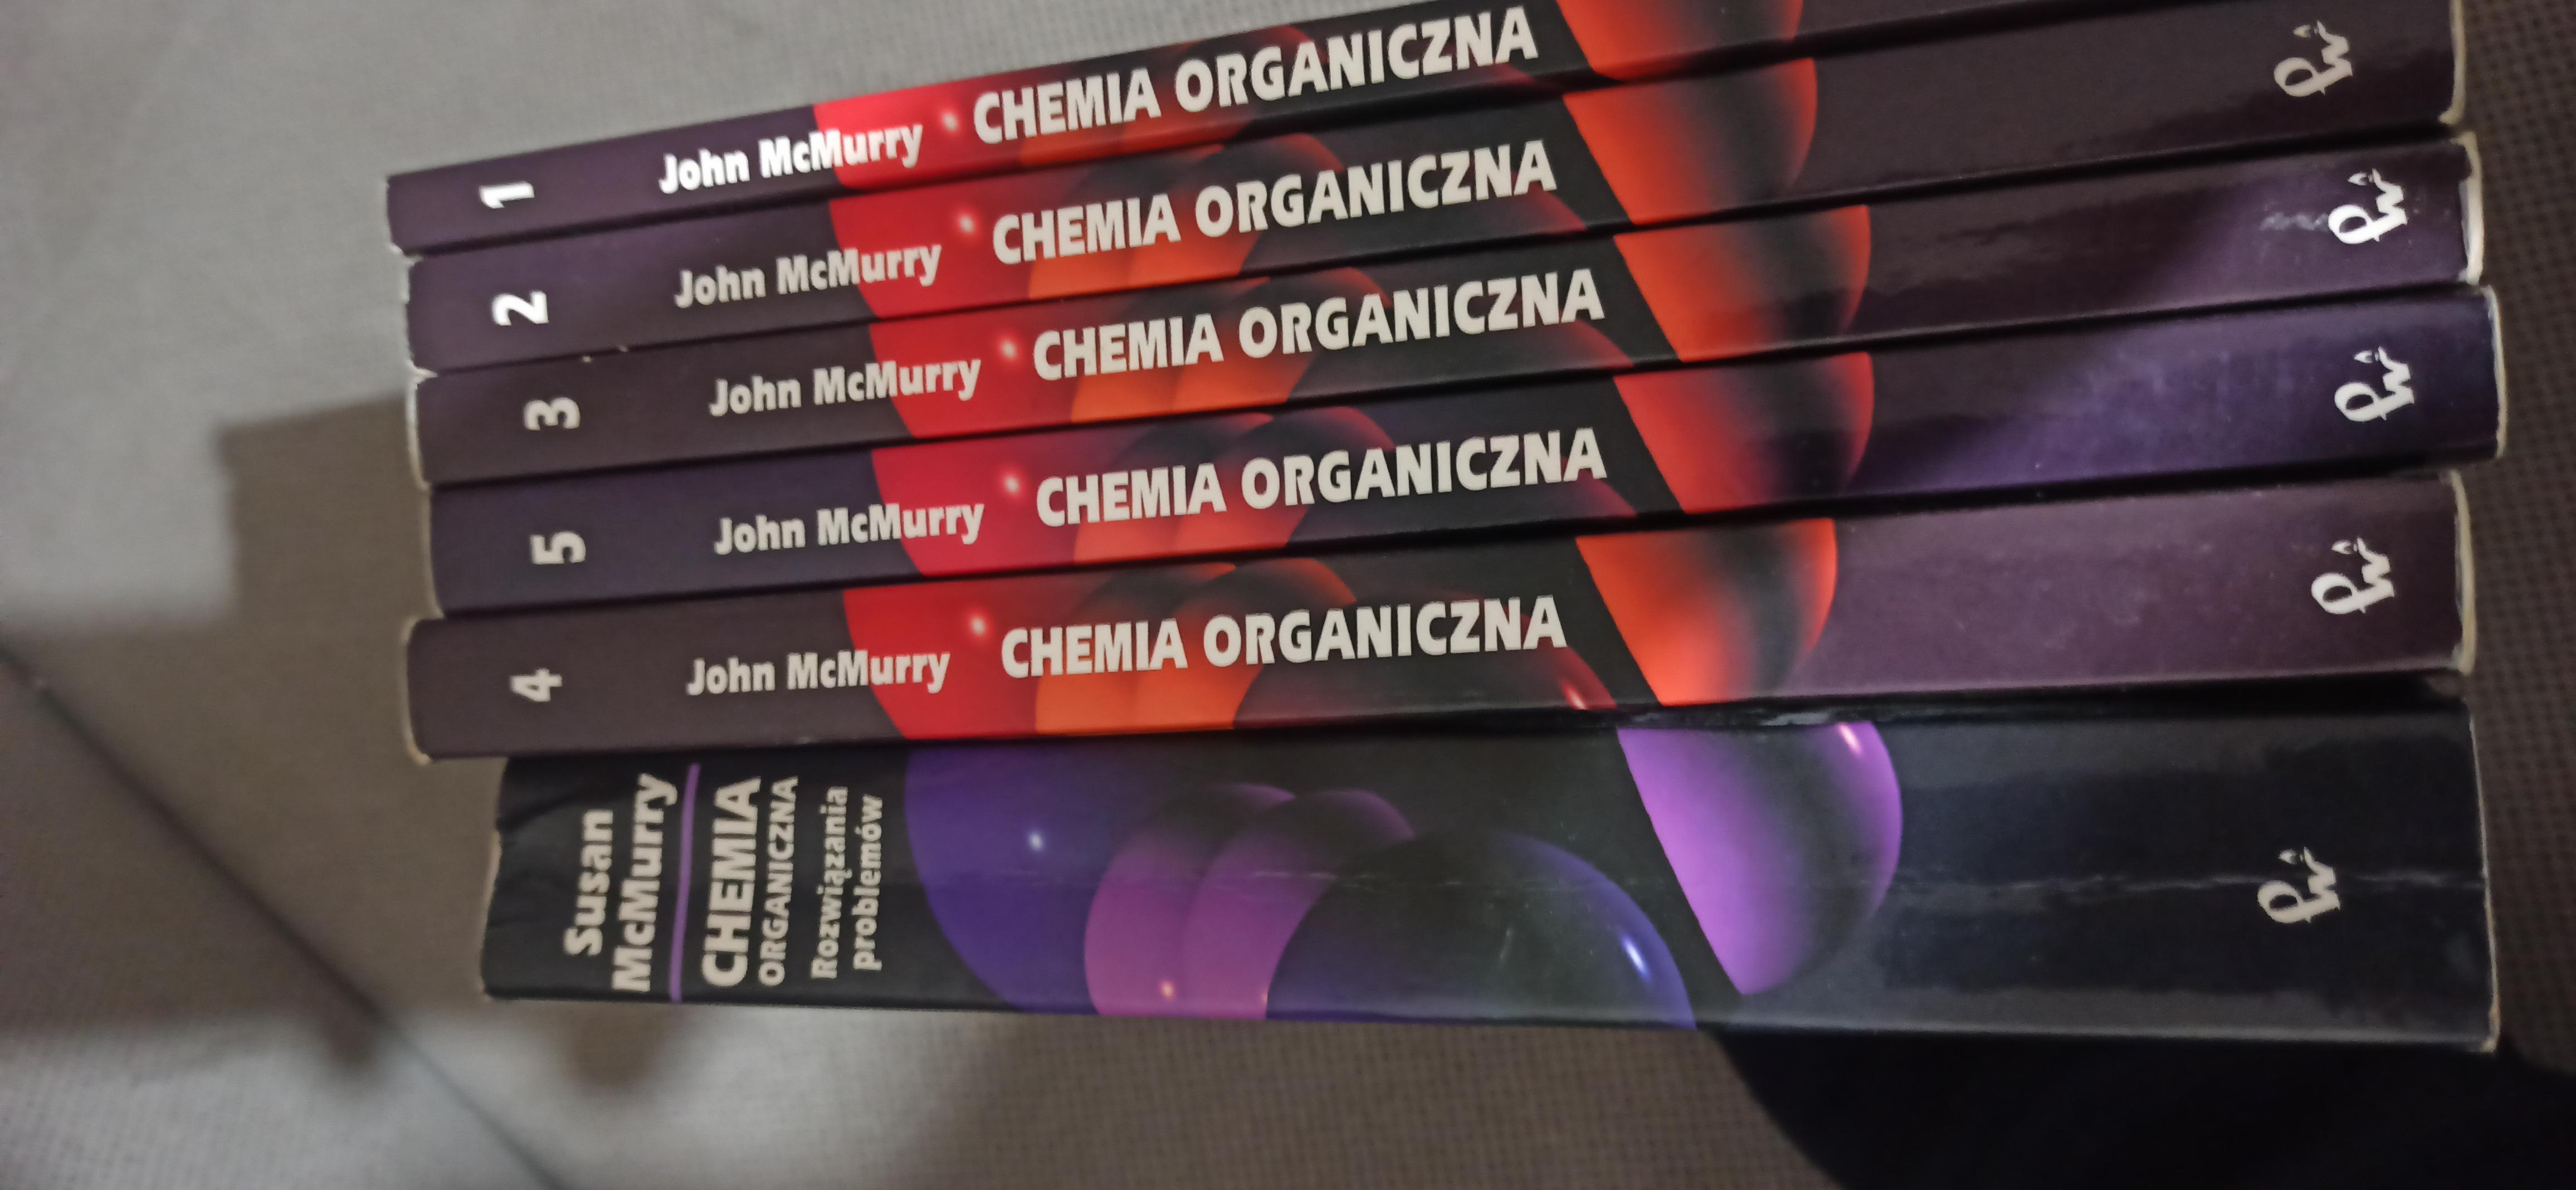 1 John McMurry • CHEMIA ORGANICZNA
2 John McMurry • CHEMIA ORGANICZNA
3 John McMurry • CHEMIA ORGANICZNA
5 John McMurry • CHEMIA ORGANICZNA
4 John McMurry CHEMIA ORGANICZNA
Susan
McMurry
CHEMIA
ORGANICZNA
Rozwiązania
problemów